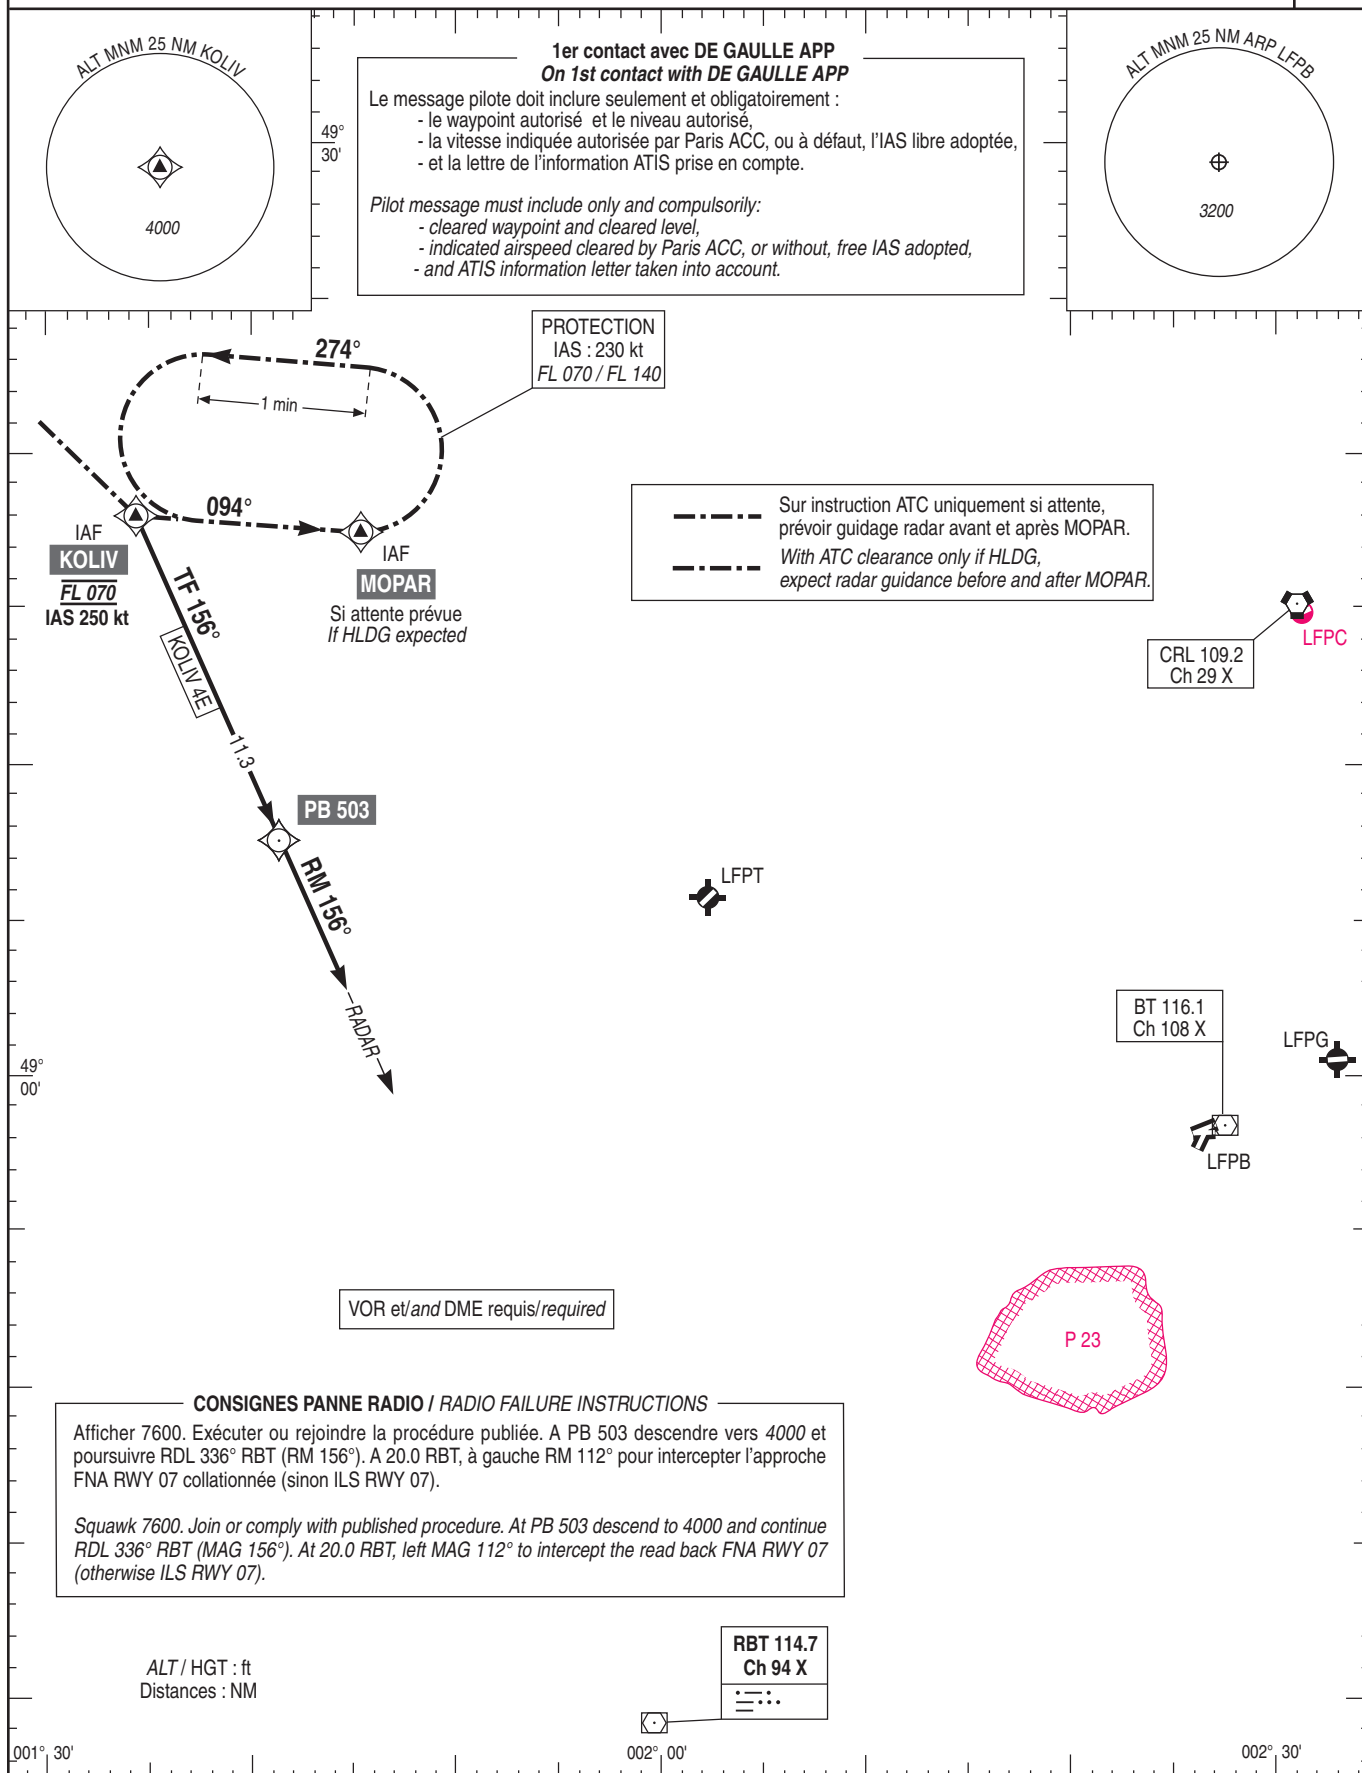 ALT MNM 25 NM KOLIV
4000
1er contact avec DE GAULLE APP
On 1st contact with DE GAULLE APP
Le message pilote doit inclure seulement et obligatoirement :
- le waypoint autorisé et le niveau autorisé,
- la vitesse indiquée autorisée par Paris ACC, ou à défaut, l'IAS libre adoptée,
- et la lettre de l'information ATIS prise en compte.
Pilot message must include only and compulsorily:
- cleared waypoint and cleared level,
- indicated airspeed cleared by Paris ACC, or without, free IAS adopted,
- and ATIS information letter taken into account.
ALT MNM 25 NM ARP LFPB
3200
49°
30'
PROTECTION
IAS : 230 kt
FL 070 / FL 140
274°
1 min
094°
IAF
KOLIV
FL 070
IAS 250 kt
IAF
MOPAR
Si attente prévue
If HLDG expected
Sur instruction ATC uniquement si attente,
prévoir guidage radar avant et après MOPAR.
With ATC clearance only if HLDG,
expect radar guidance before and after MOPAR.
TF 156°
KOLIV 4E
11.3
LFPC
CRL 109.2
Ch 29 X
PB 503
RM 156°
LFPT
RADAR
BT 116.1
Ch 108 X
LFPG
49°
00'
LFPB
P 23
VOR et/and DME requis/required
CONSIGNES PANNE RADIO / RADIO FAILURE INSTRUCTIONS
Afficher 7600. Exécuter ou rejoindre la procédure publiée. A PB 503 descendre vers 4000 et
poursuivre RDL 336° RBT (RM 156°). A 20.0 RBT, à gauche RM 112° pour intercepter l'approche
FNA RWY 07 collationnée (sinon ILS RWY 07).
Squawk 7600. Join or comply with published procedure. At PB 503 descend to 4000 and continue
RDL 336° RBT (MAG 156°). At 20.0 RBT, left MAG 112° to intercept the read back FNA RWY 07
(otherwise ILS RWY 07).
ALT / HGT : ft
Distances : NM
RBT 114.7
Ch 94 X
001° 30'
002° 00'
002° 30'